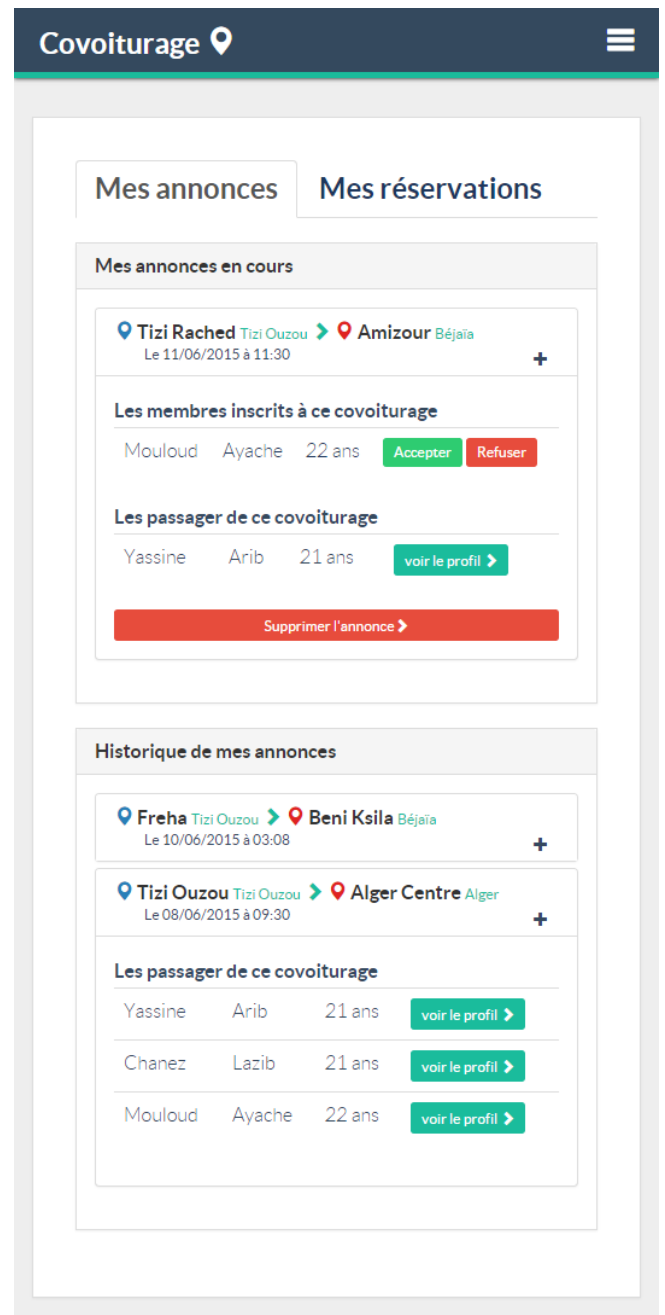 Covoiturage
Mes annonces Mes réservations
Mes annonces en cours
Tizi Rached Tizi Ouzou Amizour Béjaïa
Le 11/06/2015 à 11:30
Les membres inscrits à ce covoiturage
Mouloud Ayache 22 ans Accepter Refuser
Les passager de ce covoiturage
Yassine Arib 21 ans voir le profil
Supprimer l'annonce
Historique de mes annonces
Freha Tizi Ouzou Beni Ksila Béjaïa
Le 10/06/2015 à 03:08
Tizi Ouzou Tizi Ouzou Alger Centre Alger
Le 08/06/2015 à 09:30
Les passager de ce covoiturage
Yassine Arib 21 ans voir le profil
Chanez Lazib 21 ans voir le profil
Mouloud Ayache 22 ans voir le profil